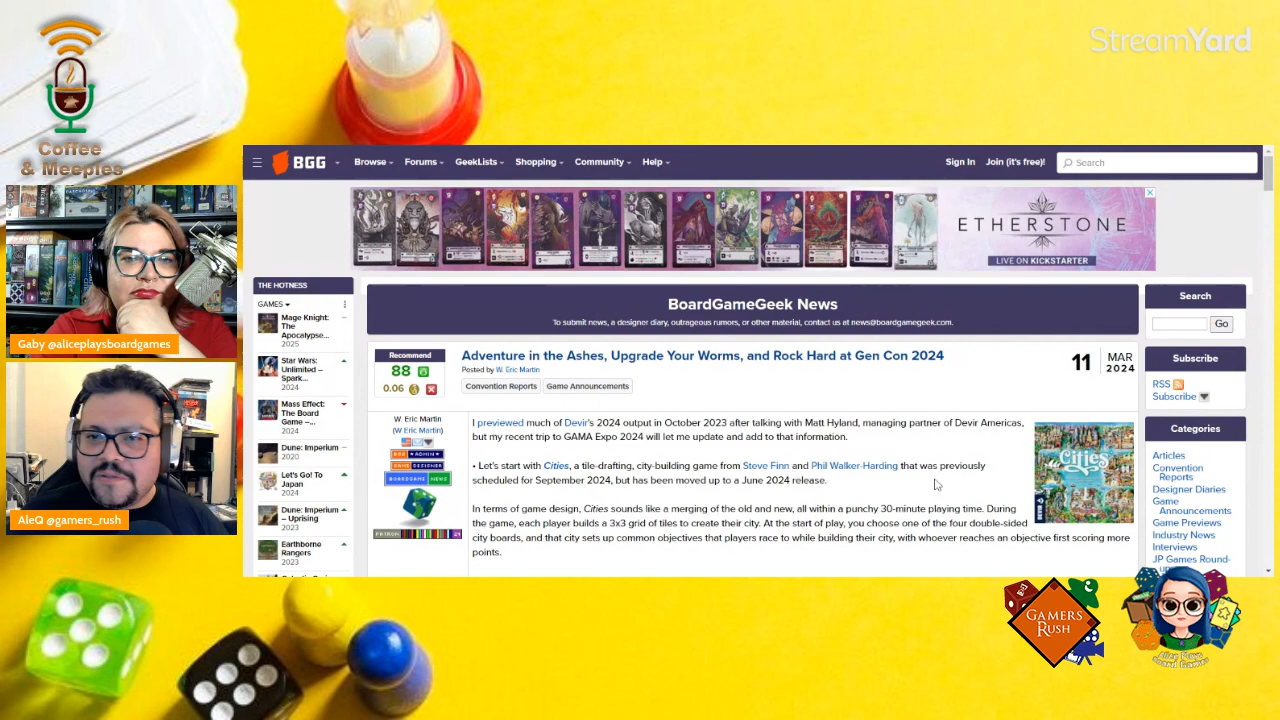 StreamYard
Coffee
& Meeples
Gaby @aliceplaysboardgames
AleQ @gamers_rush
BGG
Browse
Forums
GeekLists
Shopping
Community
Help
Sign In
Join (it's free)!
Search
ETHERSTONE
LIVE ON KICKSTARTER
THE HOTNESS
GAMES
Mage Knight:
The
Apocalypse...
2025
Star Wars:
Unlimited –
Spark...
2024
Mass Effect:
The Board
Game –...
2024
Dune: Imperium
2020
Let's Go! To
Japan
2024
Dune: Imperium
– Uprising
2023
Earthborne
Rangers
2023
BoardGameGeek News
To submit news, a designer diary, outrageous rumors, or other material, contact us at news@boardgamegeek.com.
Recommend
88
0.06
Adventure in the Ashes, Upgrade Your Worms, and Rock Hard at Gen Con 2024
Posted by W. Eric Martin
Convention Reports
Game Announcements
11
MAR
2024
W. Eric Martin
(W Eric Martin)
BGG ADMIN
GAME DESIGNER
BOARDGAME NEWS
I previewed much of Devir's 2024 output in October 2023 after talking with Matt Hyland, managing partner of Devir Americas,
but my recent trip to GAMA Expo 2024 will let me update and add to that information.
• Let's start with Cities, a tile-drafting, city-building game from Steve Finn and Phil Walker-Harding that was previously
scheduled for September 2024, but has been moved up to a June 2024 release.
In terms of game design, Cities sounds like a merging of the old and new, all within a punchy 30-minute playing time. During
the game, each player builds a 3x3 grid of tiles to create their city. At the start of play, you choose one of the four double-sided
city boards, and that city sets up common objectives that players race to while building their city, with whoever reaches an objective first scoring more
points.
Cities
DEVIR
Search
Go
Subscribe
RSS
Subscribe
Categories
Articles
Convention
Reports
Designer Diaries
Game
Announcements
Game Previews
Industry News
Interviews
JP Games Round-
GAMERS
RUSH
Alice Plays
Board Games